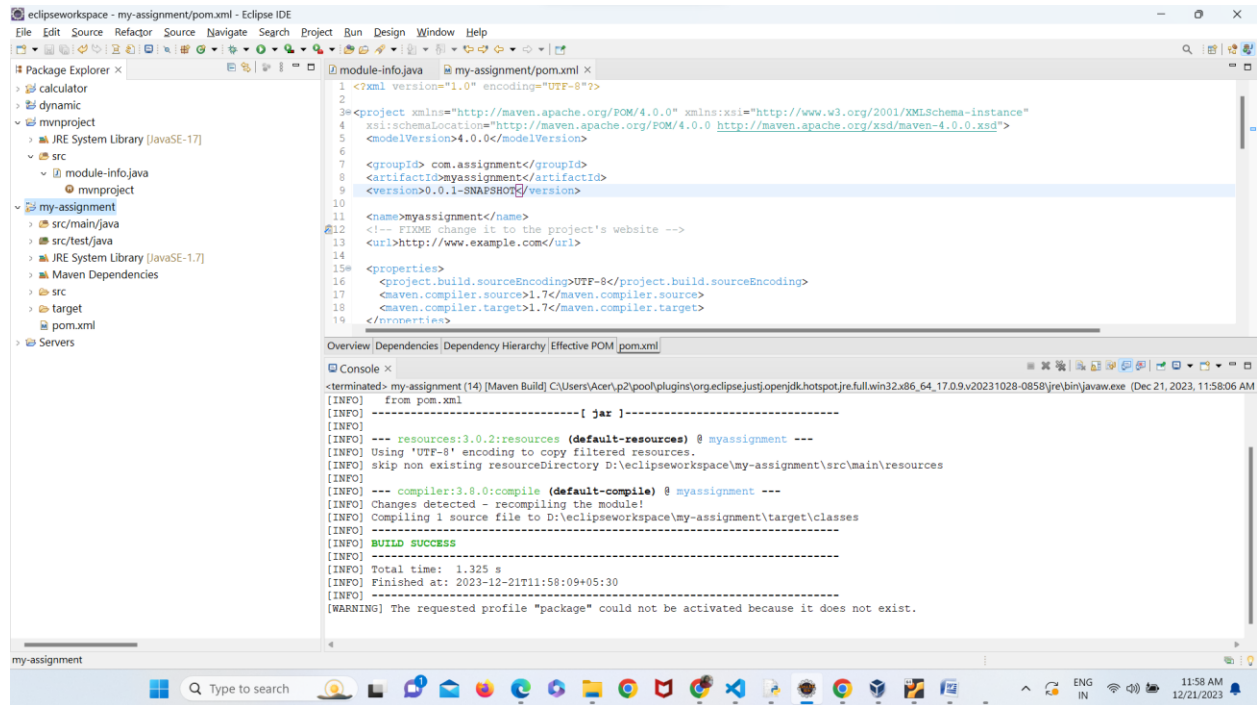 eclipseworkspace - my-assignment/pom.xml - Eclipse IDE
File Edit Source Refactor Source Navigate Search Project Run Design Window Help
Package Explorer
calculator
dynamic
mvnproject
JRE System Library [JavaSE-17]
src
module-info.java
mvnproject
my-assignment
src/main/java
src/test/java
JRE System Library [JavaSE-1.7]
Maven Dependencies
src
target
pom.xml
Servers
module-info.java my-assignment/pom.xml
1 <?xml version="1.0" encoding="UTF-8"?>
2
3 <project xmlns="http://maven.apache.org/POM/4.0.0" xmlns:xsi="http://www.w3.org/2001/XMLSchema-instance"
4 xsi:schemaLocation="http://maven.apache.org/POM/4.0.0 http://maven.apache.org/xsd/maven-4.0.0.xsd">
5 <modelVersion>4.0.0</modelVersion>
6
7 <groupId> com.assignment</groupId>
8 <artifactId>myassignment</artifactId>
9 <version>0.0.1-SNAPSHOT</version>
10
11 <name>myassignment</name>
12 <!-- FIXME change it to the project's website -->
13 <url>http://www.example.com</url>
14
15 <properties>
16 <project.build.sourceEncoding>UTF-8</project.build.sourceEncoding>
17 <maven.compiler.source>1.7</maven.compiler.source>
18 <maven.compiler.target>1.7</maven.compiler.target>
19 </properties>
Overview Dependencies Dependency Hierarchy Effective POM pom.xml
Console
<terminated> my-assignment (14) [Maven Build] C:\Users\Acer\.p2\pool\plugins\org.eclipse.justj.openjdk.hotspot.jre.full.win32.x86_64_17.0.9.v20231028-0858\jre\bin\javaw.exe (Dec 21, 2023, 11:58:06 AM
[INFO] from pom.xml
[INFO] --------------------------------[ jar ]---------------------------------
[INFO]
[INFO] --- resources:3.0.2:resources (default-resources) @ myassignment ---
[INFO] Using 'UTF-8' encoding to copy filtered resources.
[INFO] skip non existing resourceDirectory D:\eclipseworkspace\my-assignment\src\main\resources
[INFO]
[INFO] --- compiler:3.8.0:compile (default-compile) @ myassignment ---
[INFO] Changes detected - recompiling the module!
[INFO] Compiling 1 source file to D:\eclipseworkspace\my-assignment\target\classes
[INFO] ------------------------------------------------------------------------
[INFO] BUILD SUCCESS
[INFO] ------------------------------------------------------------------------
[INFO] Total time: 1.325 s
[INFO] Finished at: 2023-12-21T11:58:09+05:30
[INFO] ------------------------------------------------------------------------
[WARNING] The requested profile "package" could not be activated because it does not exist.
my-assignment
Type to search
ENG
IN
11:58 AM
12/21/2023